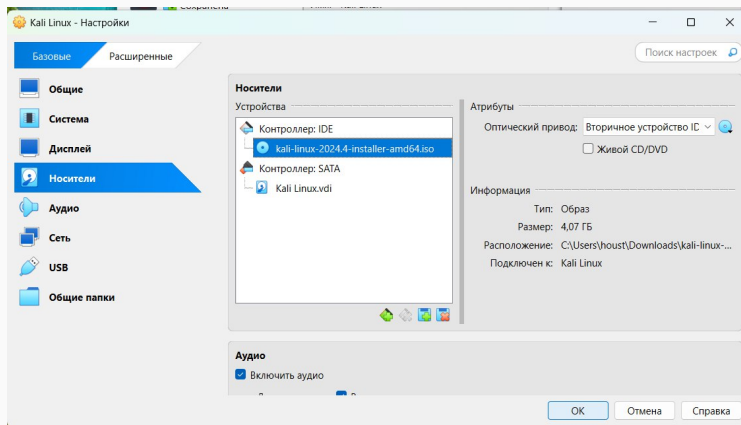 Kali Linux - Настройки
Базовые
Расширенные
Поиск настроек
Общие
Система
Дисплей
Носители
Аудио
Сеть
USB
Общие папки
Носители
Устройства
Контроллер: IDE
kali-linux-2024.4-installer-amd64.iso
Контроллер: SATA
Kali Linux.vdi
Атрибуты
Оптический привод: Вторичное устройство IC
Живой CD/DVD
Информация
Тип: Образ
Размер: 4,07 ГБ
Расположение: C:\Users\houst\Downloads\kali-linux-...
Подключен к: Kali Linux
Аудио
Включить аудио
OK
Отмена
Справка